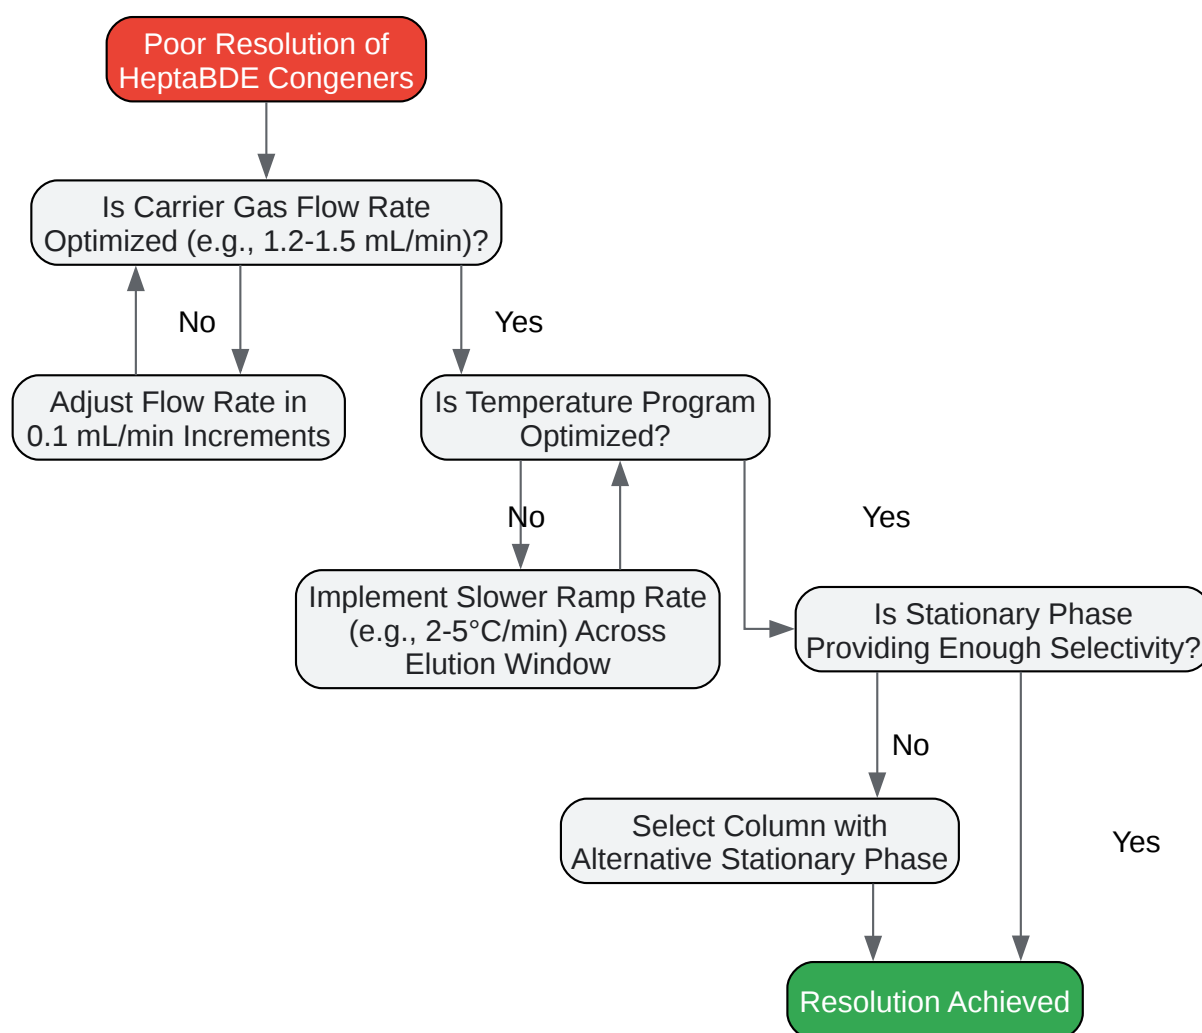 Poor Resolution of
HeptaBDE Congeners
Is Carrier Gas Flow Rate
Optimized (e.g., 1.2-1.5 mL/min)?
No
Yes
Adjust Flow Rate in
0.1 mL/min Increments
Is Temperature Program
Optimized?
No
Yes
Implement Slower Ramp Rate
(e.g., 2-5°C/min) Across
Elution Window
Is Stationary Phase
Providing Enough Selectivity?
No
Select Column with
Alternative Stationary Phase
Yes
Resolution Achieved